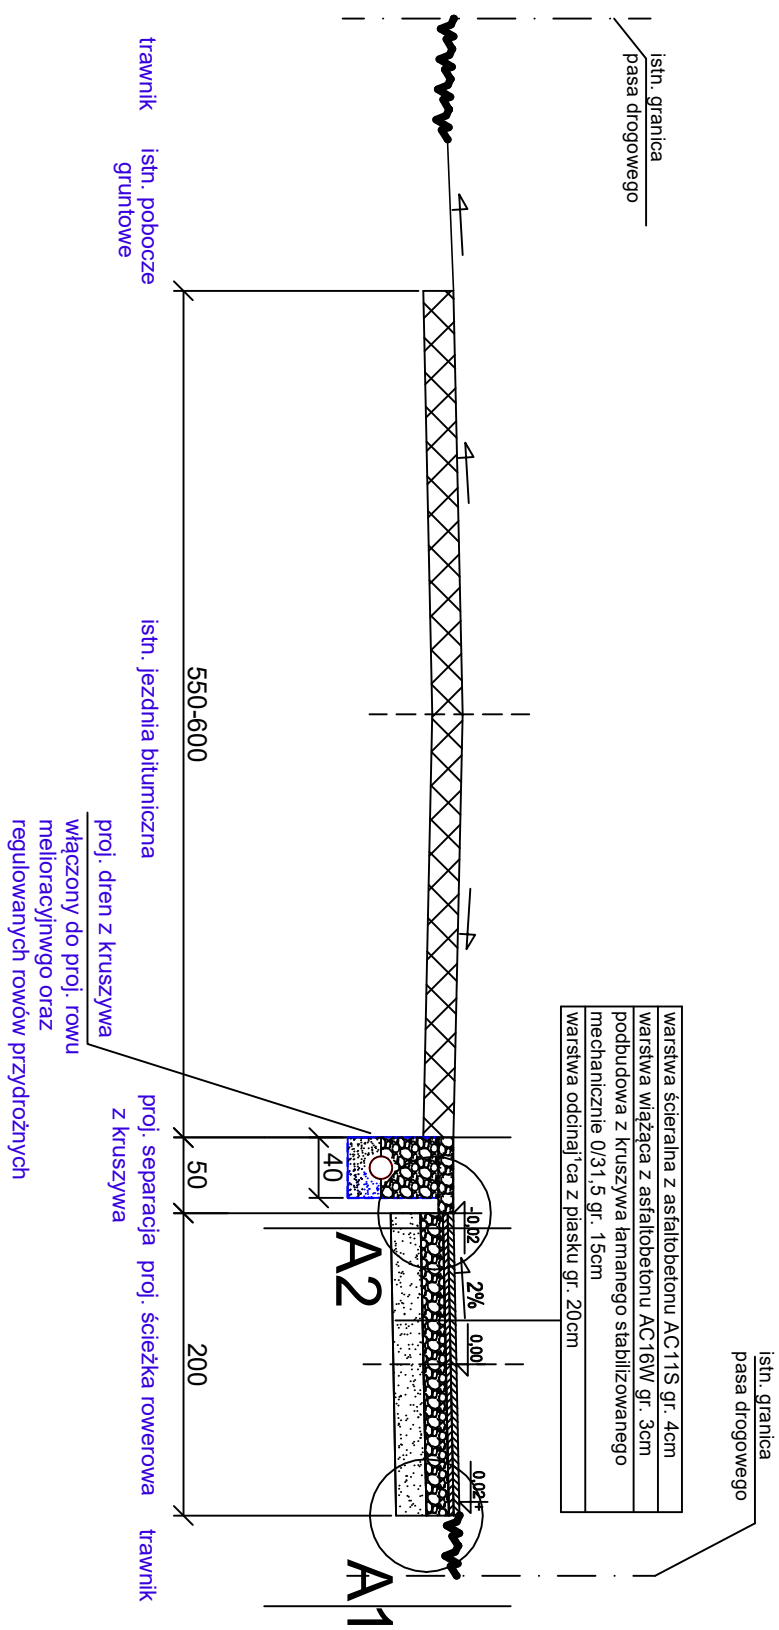 istn. granica
pasa drogowego
trawnik
istn. pobocze
gruntowe
istn. jezdnia bitumiczna
550-600
proj. dren z kruszywa
włączony do proj. rowu
melioracyjnwgo oraz
regulowanych rowów przydrożnych
warstwa ścieralna z asfaltobetonu AC11S gr. 4cm
warstwa wiążąca z asfaltobetonu AC16W gr. 3cm
podbudowa z kruszywa łamanego stabilizowanego
mechanicznie 0/31,5 gr. 15cm
warstwa odcinaj¹ca z piasku gr. 20cm
proj. separacja
z kruszywa
50
40
-0,02
2%
0,00
0,02+
A2
200
proj. ścieżka rowerowa
istn. granica
pasa drogowego
trawnik
A1